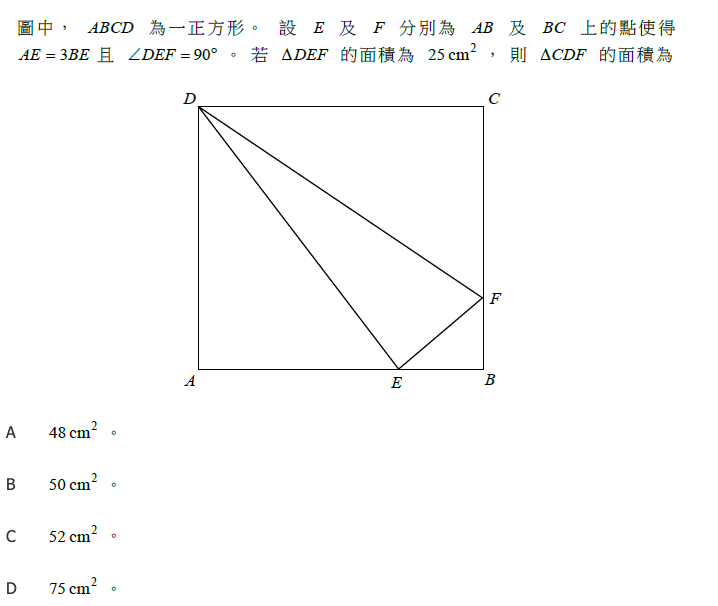 圖中， ABCD 為一正方形。 設 E 及 F 分別為 AB 及 BC 上的點使得
AE = 3BE 且 ∠DEF = 90° 。 若 ΔDEF 的面積為 25 cm² ， 則 ΔCDF 的面積為
D
C
F
A
E
B
A 48 cm² 。
B 50 cm² 。
C 52 cm² 。
D 75 cm² 。